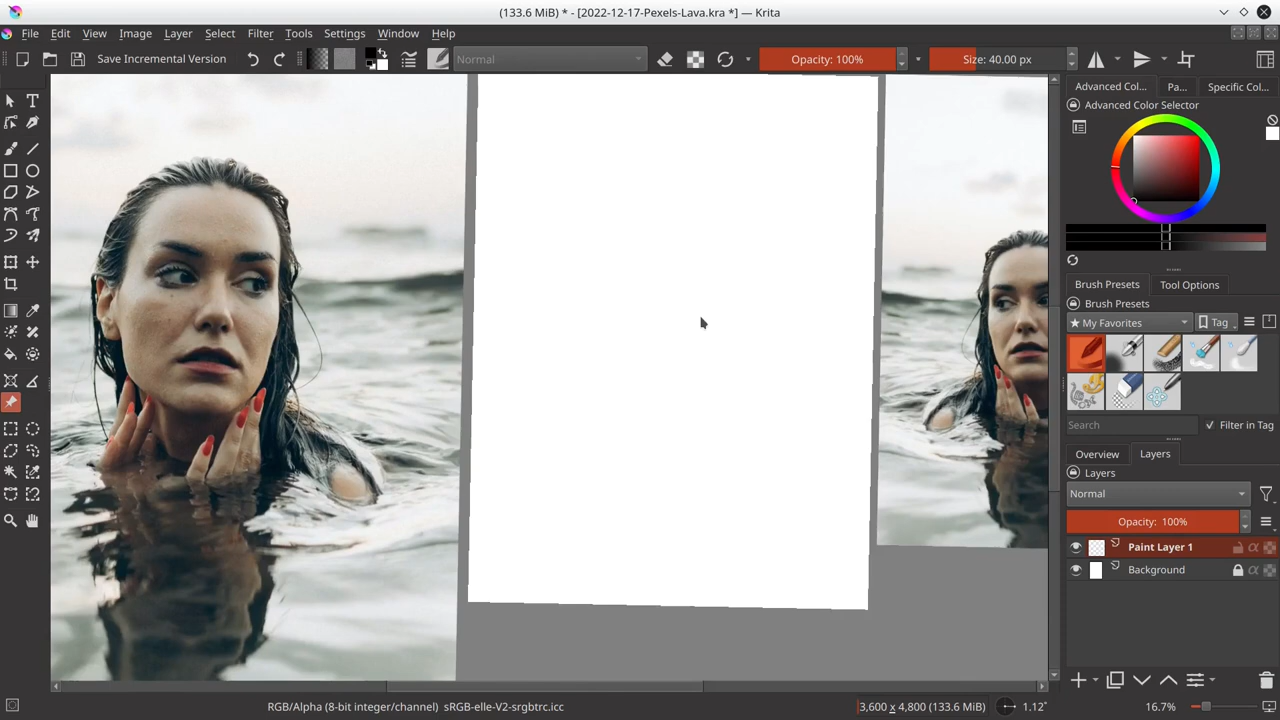 (133.6 MiB) * - [2022-12-17-Pexels-Lava.kra *] — Krita
File Edit View Image Layer Select Filter Tools Settings Window Help
Save Incremental Version Normal Opacity: 100% Size: 40.00 px
Advanced Col... Pa... Specific Col...
Advanced Color Selector
Brush Presets Tool Options
Brush Presets
★ My Favorites Tag
Search ✓ Filter in Tag
Overview Layers
Layers
Normal
Opacity: 100%
Paint Layer 1
Background
RGB/Alpha (8-bit integer/channel) sRGB-elle-V2-srgbtrc.icc 3,600 x 4,800 (133.6 MiB) 1.12° 16.7%